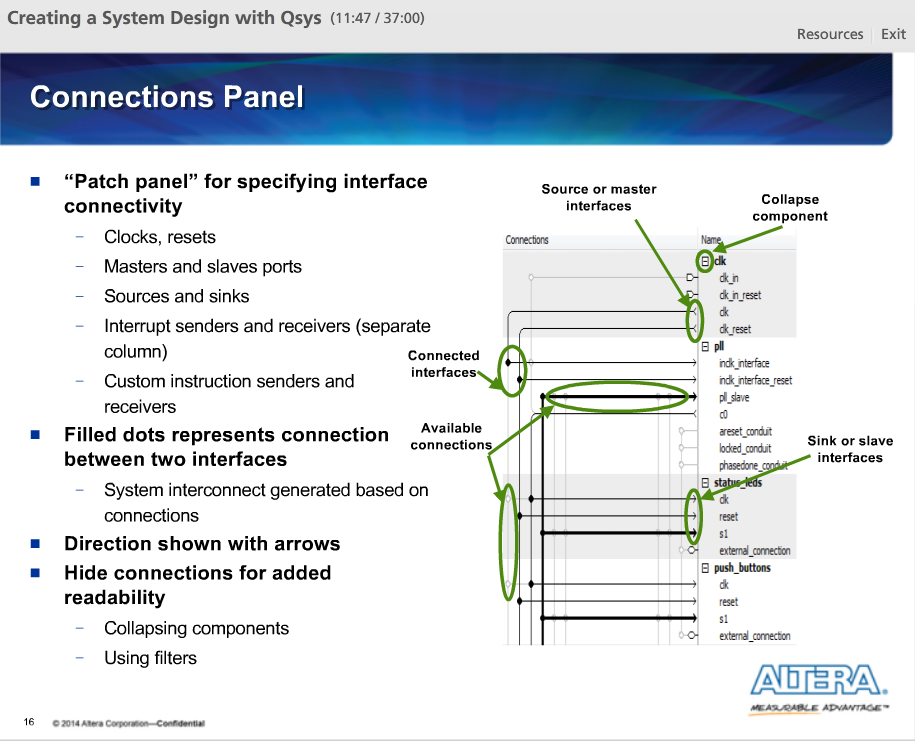 Creating a System Design with Qsys (11:47 / 37:00)
Resources Exit
Connections Panel
■ “Patch panel” for specifying interface
connectivity
– Clocks, resets
– Masters and slaves ports
– Sources and sinks
– Interrupt senders and receivers (separate
column)
– Custom instruction senders and
receivers
■ Filled dots represents connection
between two interfaces
– System interconnect generated based on
connections
■ Direction shown with arrows
■ Hide connections for added
readability
– Collapsing components
– Using filters
Source or master
interfaces
Collapse
component
Connected
interfaces
Available
connections
Sink or slave
interfaces
Connections Name
clk
clk_in
clk_in_reset
clk
clk_reset
pll
inclk_interface
inclk_interface_reset
pll_slave
c0
areset_conduit
locked_conduit
phasedone_conduit
status_leds
clk
reset
s1
external_connection
push_buttons
clk
reset
s1
external_connection
ALTERA.
MEASURABLE ADVANTAGE™
16 © 2014 Altera Corporation—Confidential